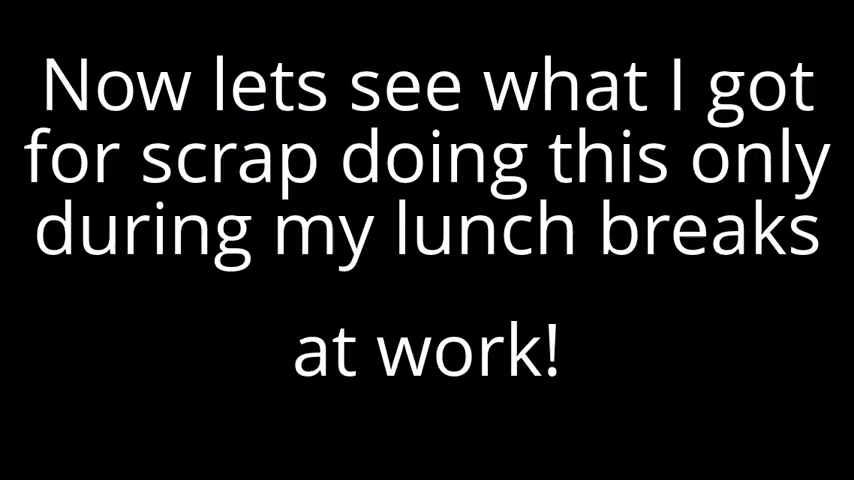 Now lets see what I got
for scrap doing this only
during my lunch breaks
at work!